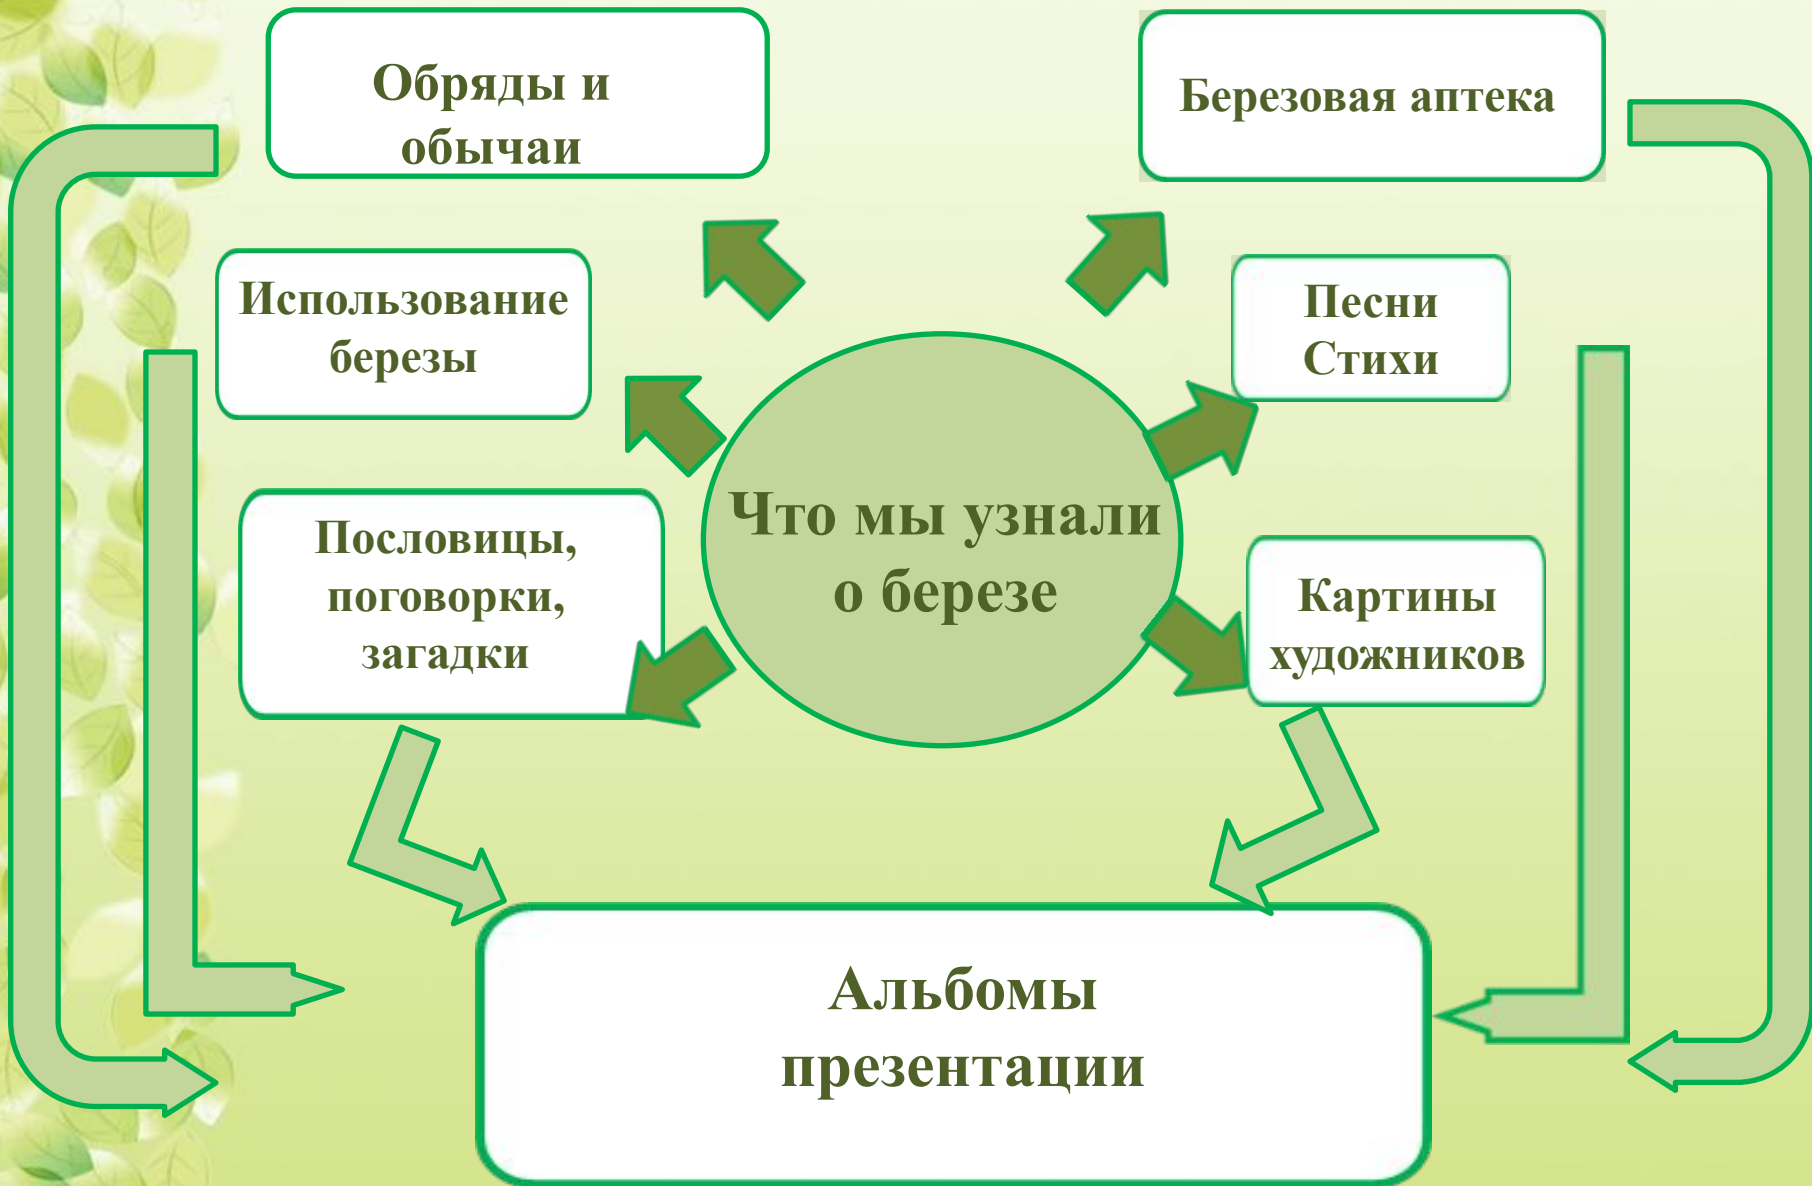 Обряды и
обычаи
Березовая аптека
Использование
березы
Песни
Стихи
Что мы узнали
о березе
Пословицы,
поговорки,
загадки
Картины
художников
Альбомы
презентации